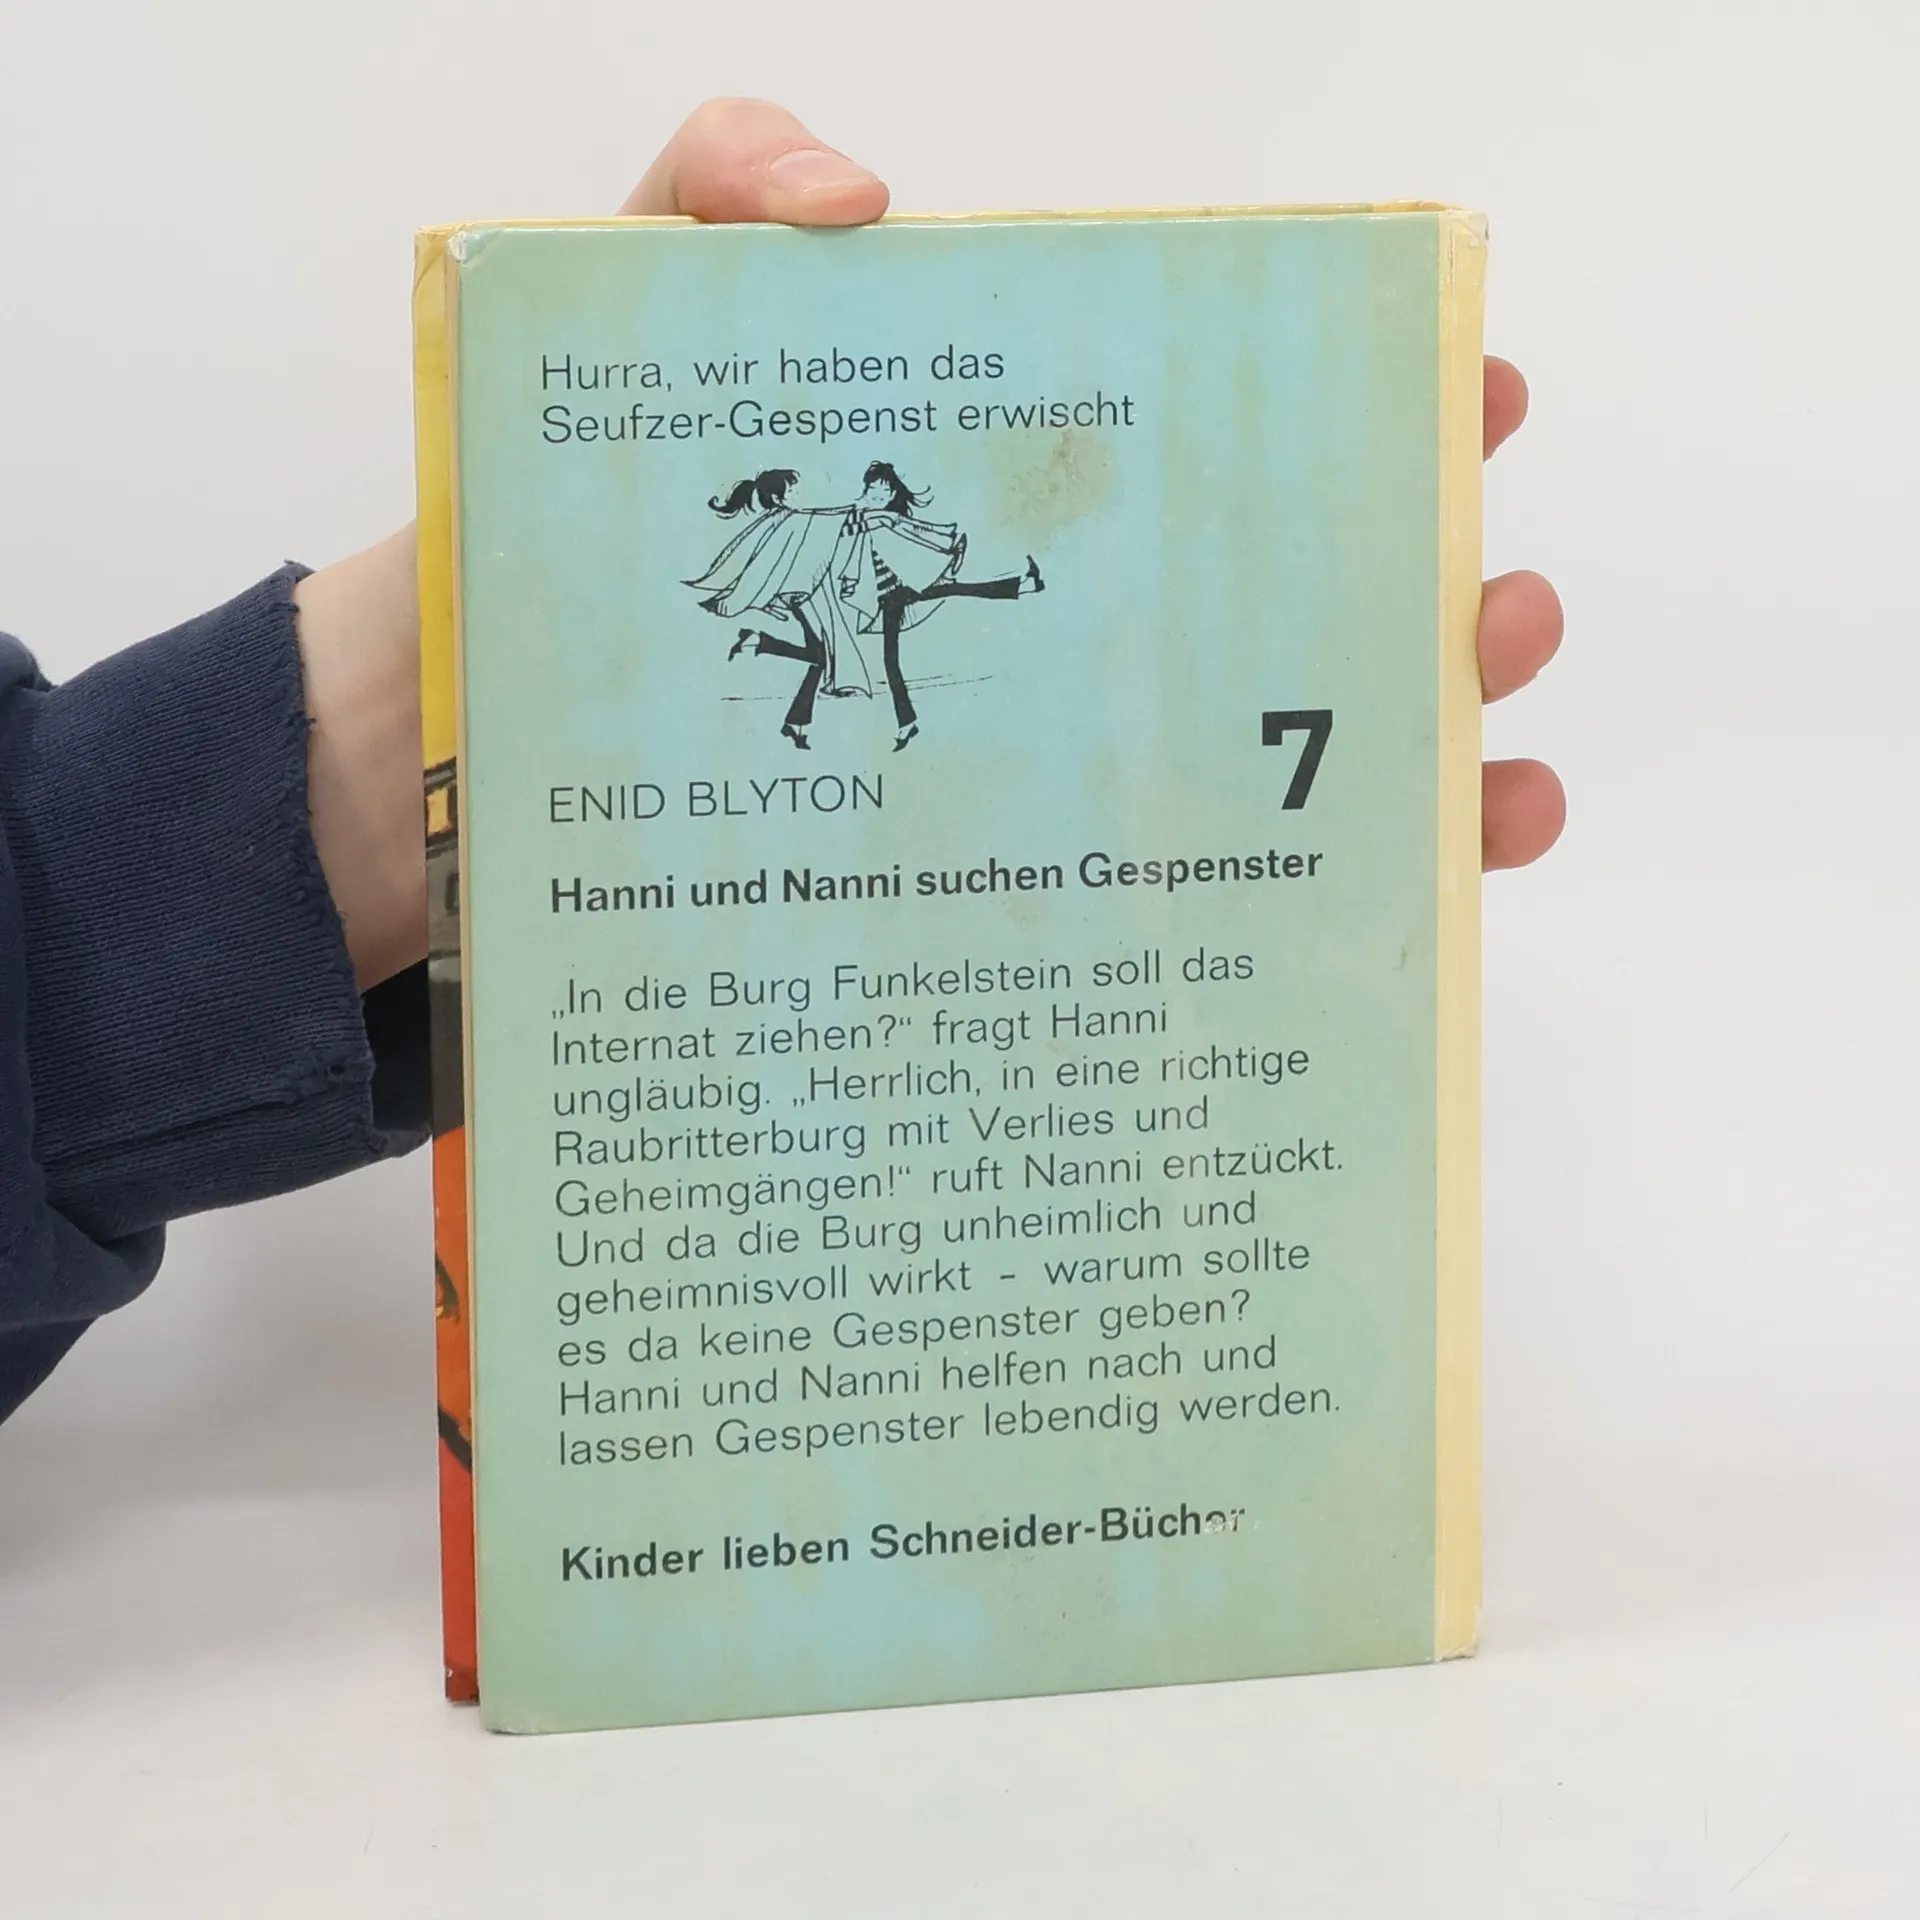 Hurra, wir haben das
Seufzer-Gespenst erwischt
7
ENID BLYTON
Hanni und Nanni suchen Gespenster
„In die Burg Funkelstein soll das
Internat ziehen?“ fragt Hanni
ungläubig. „Herrlich, in eine richtige
Raubritterburg mit Verlies und
Geheimgängen!“ ruft Nanni entzückt.
Und da die Burg unheimlich und
geheimnisvoll wirkt – warum sollte
es da keine Gespenster geben?
Hanni und Nanni helfen nach und
lassen Gespenster lebendig werden.
Kinder lieben Schneider-Bücher